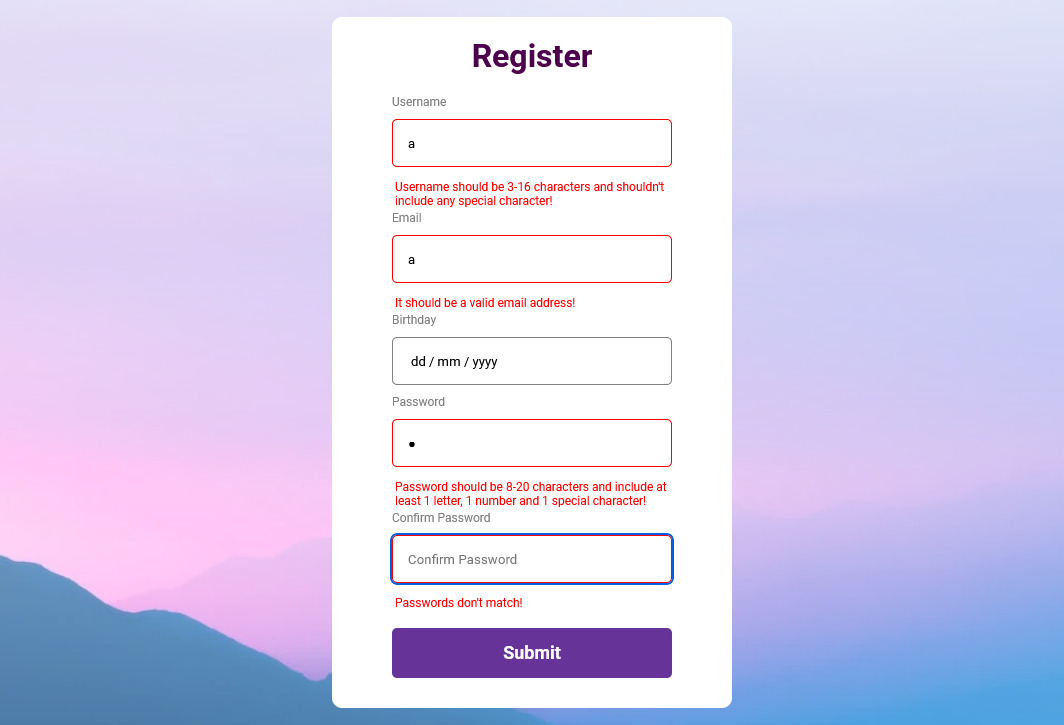 Register
Username
a
Username should be 3-16 characters and shouldn't
include any special character!
Email
a
It should be a valid email address!
Birthday
dd / mm / yyyy
Password
•
Password should be 8-20 characters and include at
least 1 letter, 1 number and 1 special character!
Confirm Password
Confirm Password
Passwords don't match!
Submit